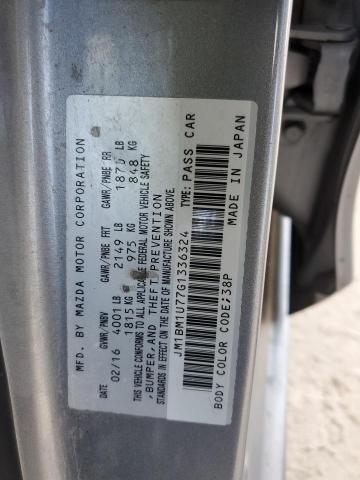 MFD. BY MAZDA MOTOR CORPORATION
DATE GVWR/PNBV GAWR/PNBE FRT GAWR/PNBE RR
02/16 4001 LB 2149 LB 1870 LB
1815 KG 975 KG 848 KG
THIS VEHICLE CONFORMS TO ALL APPLICABLE FEDERAL MOTOR VEHICLE SAFETY
,BUMPER,AND THEFT PREVENTION
STANDARDS IN EFFECT ON THE DATE OF MANUFACTURE SHOWN ABOVE.
JM1BM1U77G1336324 TYPE: PASS CAR
BODY COLOR CODE;38P MADE IN JAPAN